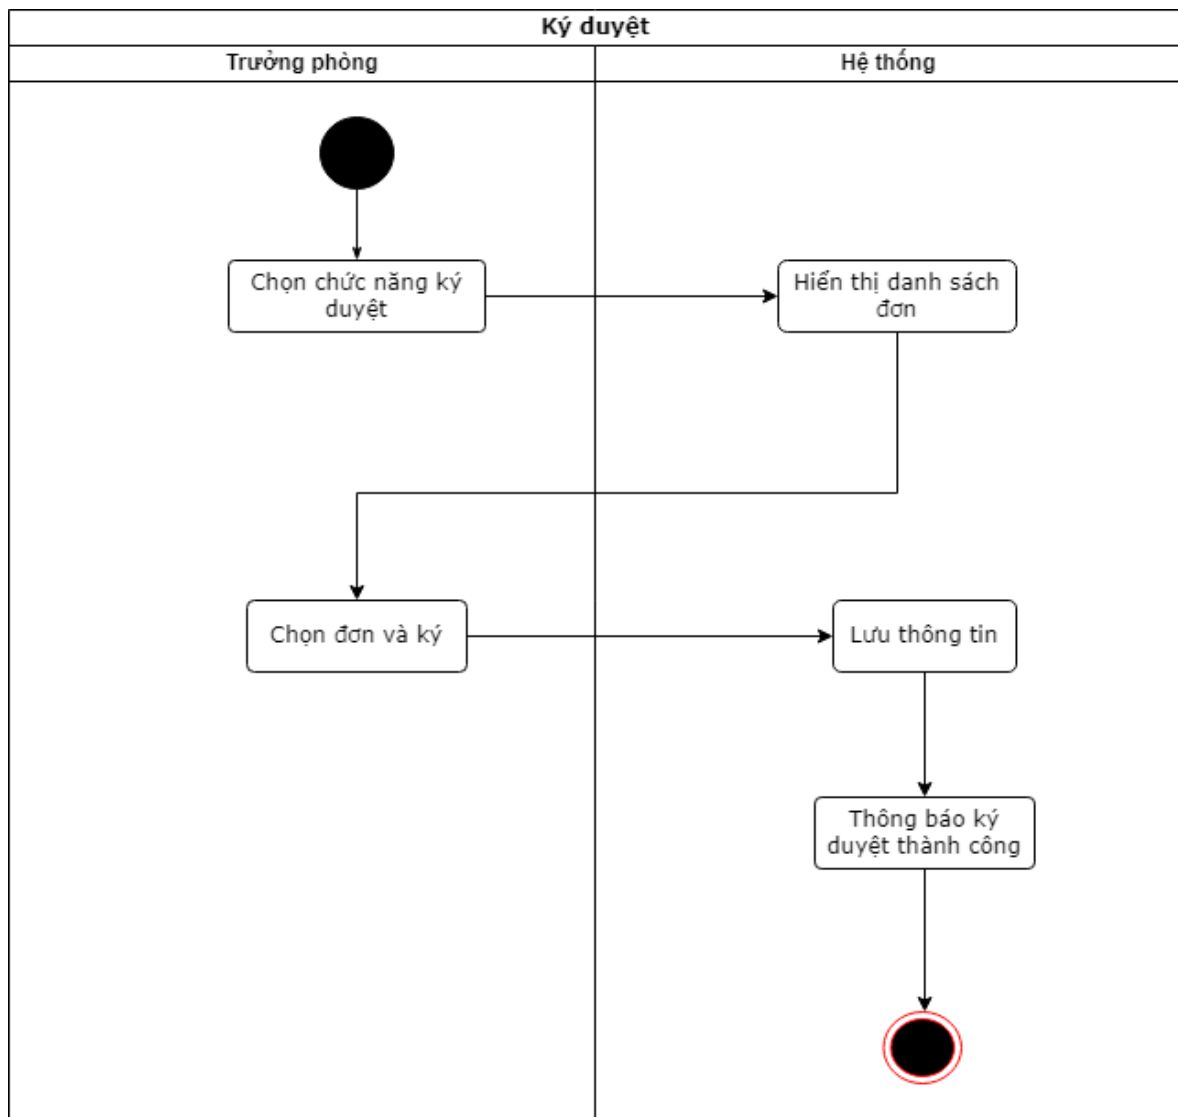 Ký duyệt
Trưởng phòng
Hệ thống
Chọn chức năng ký
duyệt
Hiển thị danh sách
đơn
Chọn đơn và ký
Lưu thông tin
Thông báo ký
duyệt thành công